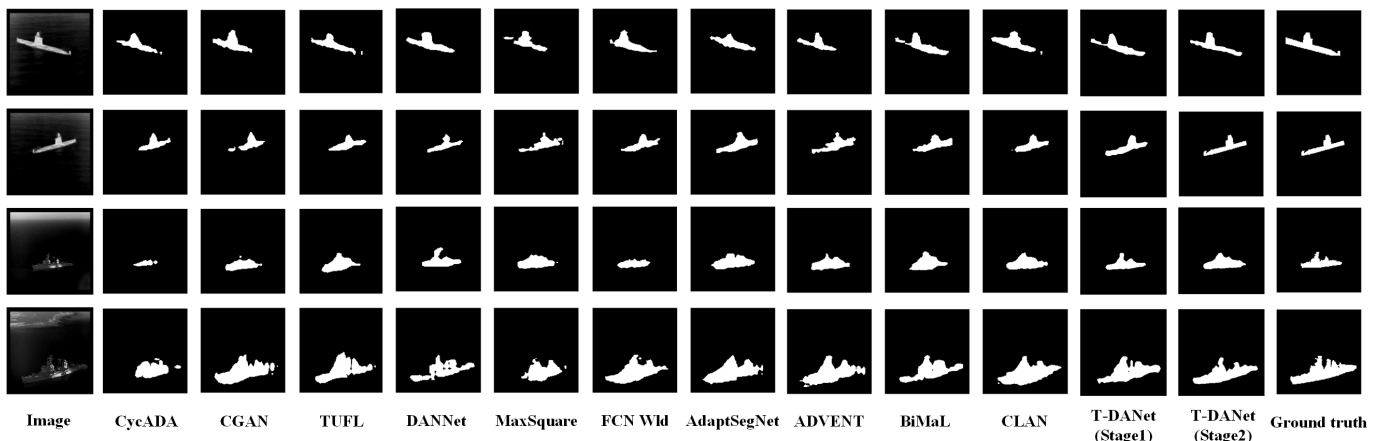 Image CycADA CGAN TUFL DANNet MaxSquare FCN Wld AdaptSegNet ADVENT BiMaL CLAN T-DANet T-DANet Ground truth
(Stage1) (Stage2)